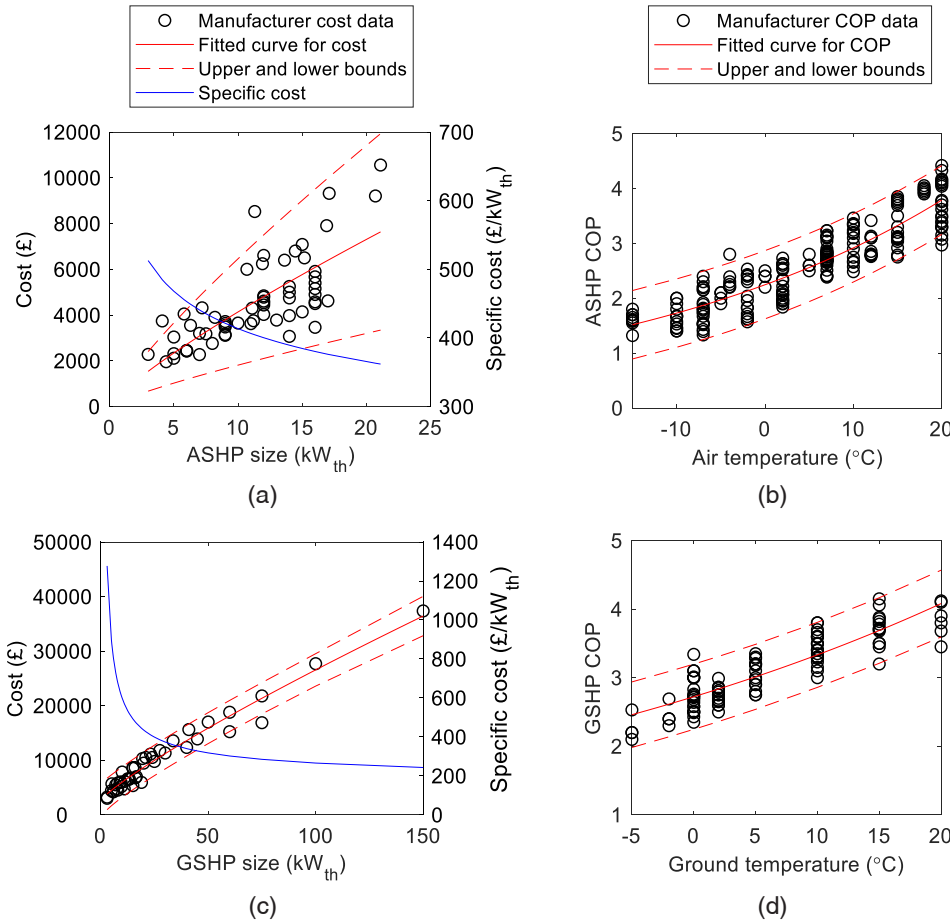 Manufacturer cost data
Fitted curve for cost
Upper and lower bounds
Specific cost
12000
10000
8000
6000
4000
2000
0
Cost (£)
700
600
500
400
300
Specific cost (£/kWth)
0 5 10 15 20 25
ASHP size (kWth)
(a)
Manufacturer COP data
Fitted curve for COP
Upper and lower bounds
5
4
3
2
1
0
ASHP COP
-10 0 10 20
Air temperature (°C)
(b)
50000
40000
30000
20000
10000
0
Cost (£)
1400
1200
1000
800
600
400
200
0
Specific cost (£/kWth)
0 50 100 150
GSHP size (kWth)
(c)
5
4
3
2
1
GSHP COP
-5 0 5 10 15 20
Ground temperature (°C)
(d)